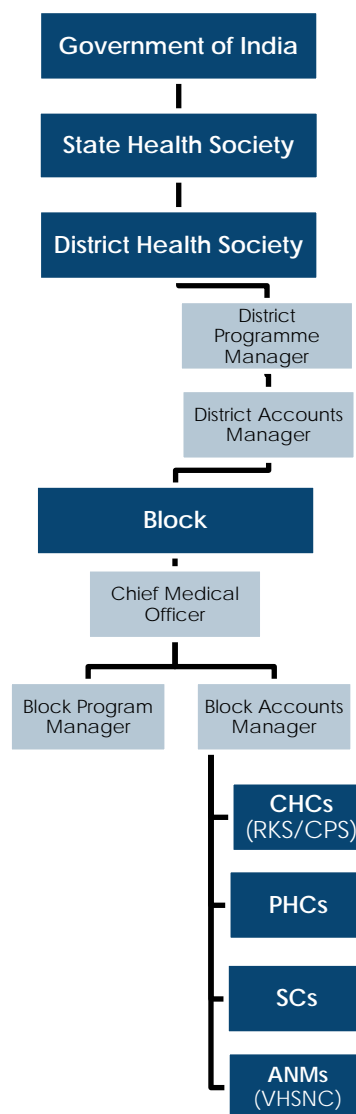 Government of India
State Health Society
District Health Society
District
Programme
Manager
District Accounts
Manager
Block
Chief Medical
Officer
Block Program
Manager
Block Accounts
Manager
CHCs
(RKS/CPS)
PHCs
SCs
ANMs
(VHSNC)